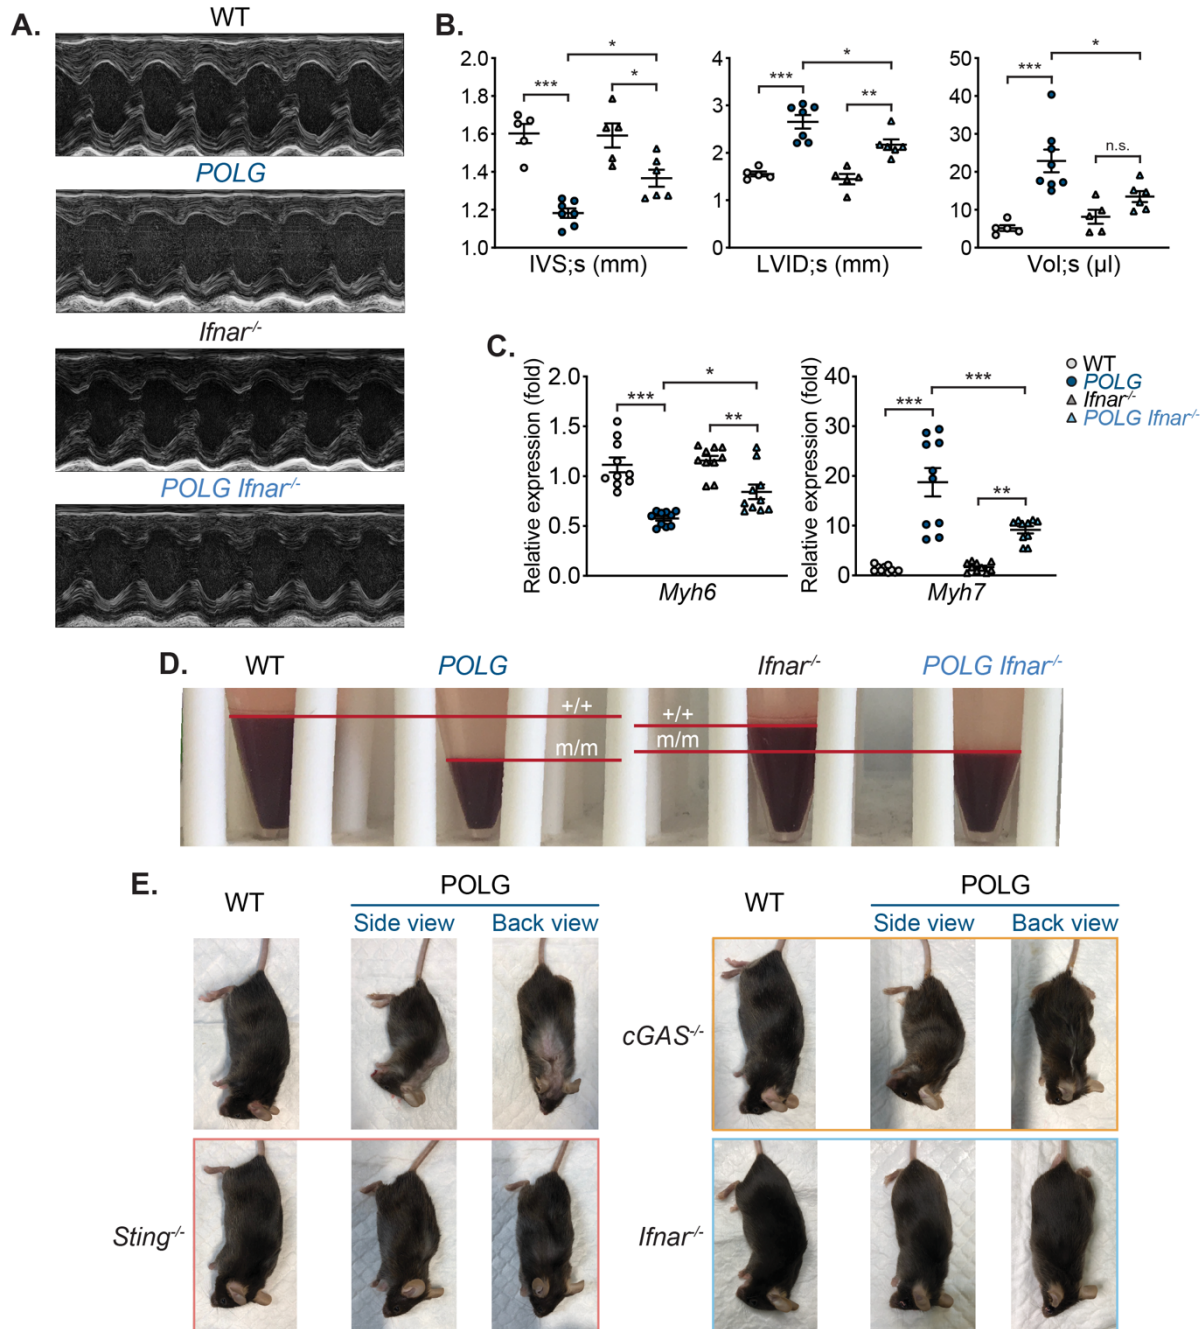 A.
WT
POLG
Ifnar-/-
POLG Ifnar-/-
B.
2.0
1.8
1.6
1.4
1.2
1.0
***
*
*
IVS;s (mm)
4
3
2
1
0
***
*
**
LVID;s (mm)
50
40
30
20
10
0
***
*
n.s.
Vol;s (µl)
C.
Relative expression (fold)
2.0
1.5
1.0
0.5
0.0
***
*
**
Myh6
Relative expression (fold)
40
30
20
10
0
***
***
**
Myh7
WT
POLG
Ifnar-/-
POLG Ifnar-/-
D.
WT
POLG
Ifnar-/-
POLG Ifnar-/-
+/+
m/m
+/+
m/m
E.
WT
POLG
Side view
Back view
WT
POLG
Side view
Back view
cGAS-/-
Sting-/-
Ifnar-/-